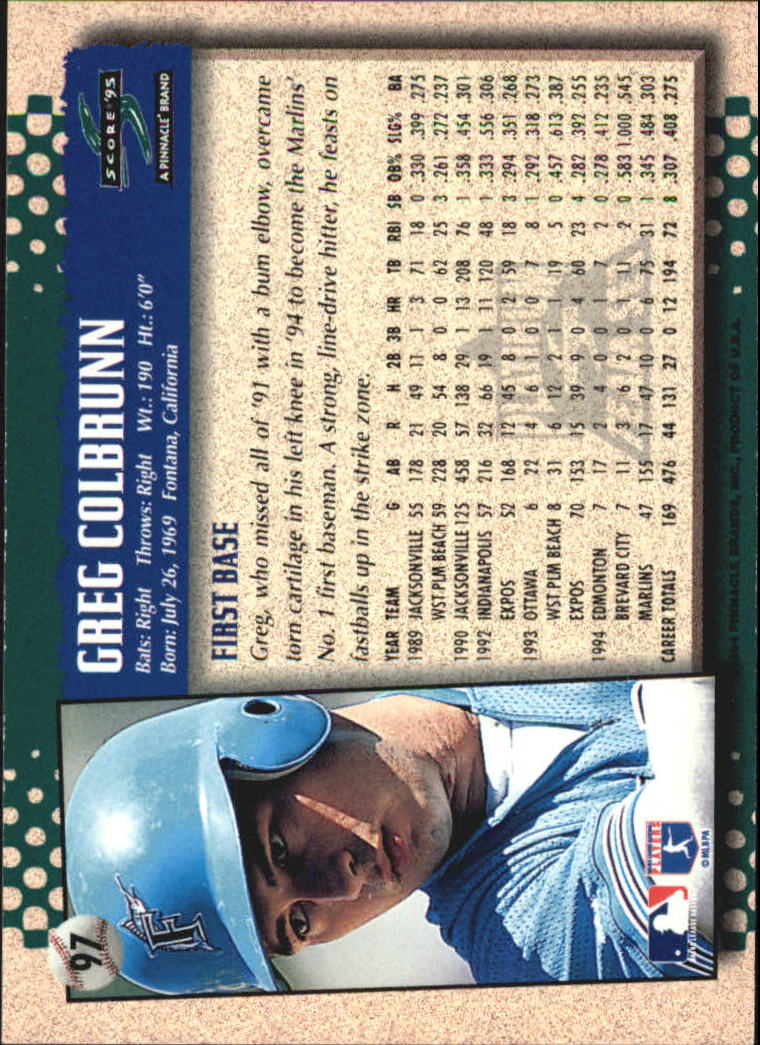 97
F
GREG COLBRUNN
Bats: Right Throws: Right Wt.: 190 Ht.: 6'0"
Born: July 26, 1969 Fontana, California
SCORE® '95
A PINNACLE® BRAND
FIRST BASE
Greg, who missed all of '91 with a bum elbow, overcame
torn cartilage in his left knee in '94 to become the Marlins'
No. 1 first baseman. A strong, line-drive hitter, he feasts on
fastballs up in the strike zone.
YEAR TEAM G AB R H 2B 3B HR TB RBI SB OB% SLG% BA
1989 JACKSONVILLE 55 178 21 49 11 1 3 71 18 0 .330 .399 .275
WST PLM BEACH 59 228 20 54 8 0 0 62 25 3 .261 .272 .237
1990 JACKSONVILLE 125 458 57 138 29 1 13 208 76 1 .358 .454 .301
1992 INDIANAPOLIS 57 216 32 66 19 1 11 120 48 1 .333 .556 .306
EXPOS 52 168 12 45 8 0 2 59 18 3 .294 .351 .268
1993 OTTAWA 6 22 4 6 1 0 0 7 8 1 .292 .318 .273
WST PLM BEACH 8 31 6 12 2 1 1 19 5 0 .457 .613 .387
EXPOS 70 153 15 39 9 0 4 60 23 4 .282 .392 .255
1994 EDMONTON 7 17 2 4 0 0 1 7 2 0 .278 .412 .235
BREVARD CITY 7 11 3 6 2 0 1 11 2 0 .583 1.000 .545
MARLINS 47 155 17 47 10 0 6 75 31 1 .345 .484 .303
CAREER TOTALS 169 476 44 131 27 0 12 194 72 8 .307 .408 .275
PLAYERS
©MLBPA
PINNACLE BRANDS, INC., PRODUCT OF U.S.A.